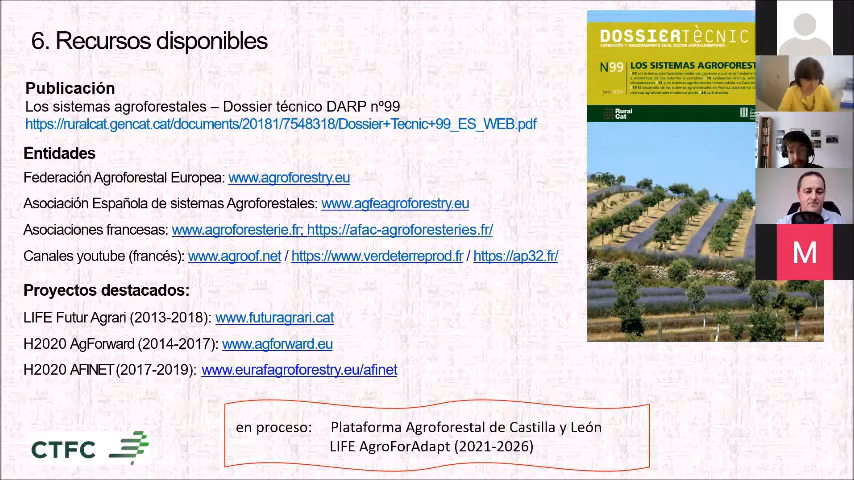 6. Recursos disponibles
Publicación
Los sistemas agroforestales – Dossier técnico DARP nº99
https://ruralcat.gencat.cat/documents/20181/7548318/Dossier+Tecnic+99_ES_WEB.pdf
Entidades
Federación Agroforestal Europea: www.agroforestry.eu
Asociación Española de sistemas Agroforestales: www.agfeagroforestry.eu
Asociaciones francesas: www.agroforesterie.fr; https://afac-agroforesteries.fr/
Canales youtube (francés): www.agroof.net / https://www.verdeterreprod.fr / https://ap32.fr/
Proyectos destacados:
LIFE Futur Agrari (2013-2018): www.futuragrari.cat
H2020 AgForward (2014-2017): www.agforward.eu
H2020 AFINET (2017-2019): www.eurafagroforestry.eu/afinet
en proceso: Plataforma Agroforestal de Castilla y León
LIFE AgroForAdapt (2021-2026)
CTFC
DOSSIERTÈCNIC
N99
LOS SISTEMAS AGROFOREST
Rural
Cat
M